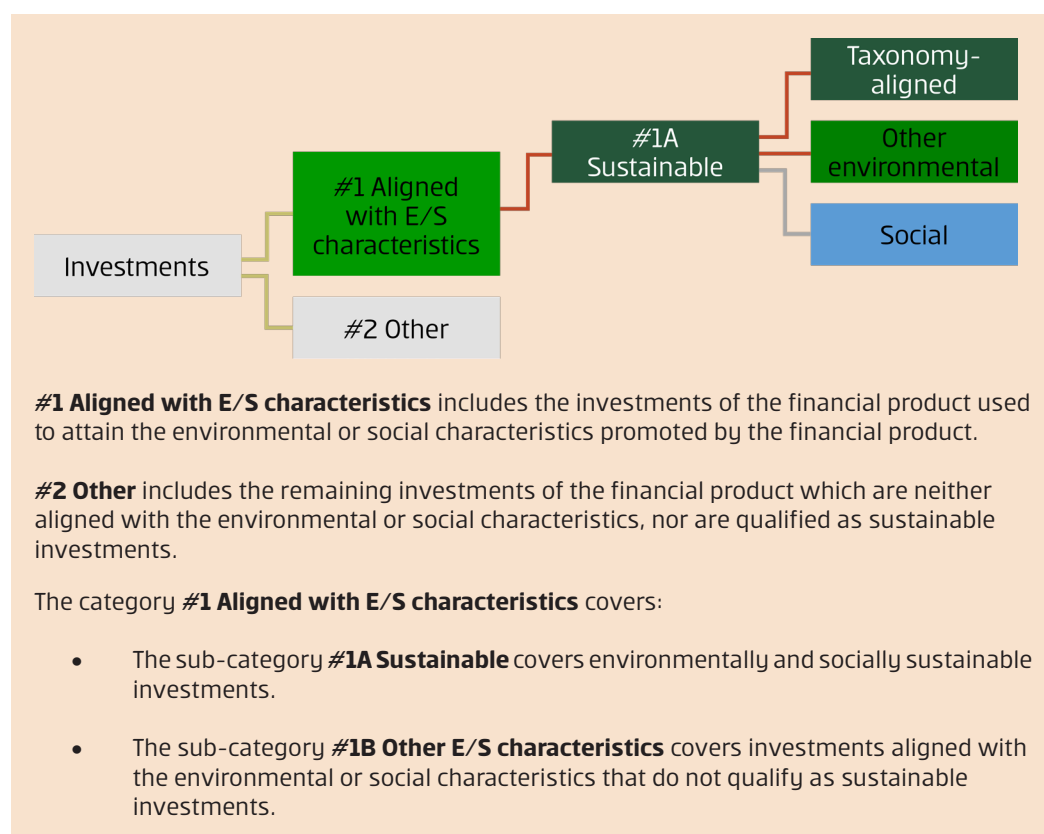 Taxonomy-
aligned
#1A
Sustainable
Other
environmental
#1 Aligned
with E/S
characteristics
Social
Investments
#2 Other
#1 Aligned with E/S characteristics includes the investments of the financial product used
to attain the environmental or social characteristics promoted by the financial product.
#2 Other includes the remaining investments of the financial product which are neither
aligned with the environmental or social characteristics, nor are qualified as sustainable
investments.
The category #1 Aligned with E/S characteristics covers:
• The sub-category #1A Sustainable covers environmentally and socially sustainable
investments.
• The sub-category #1B Other E/S characteristics covers investments aligned with
the environmental or social characteristics that do not qualify as sustainable
investments.